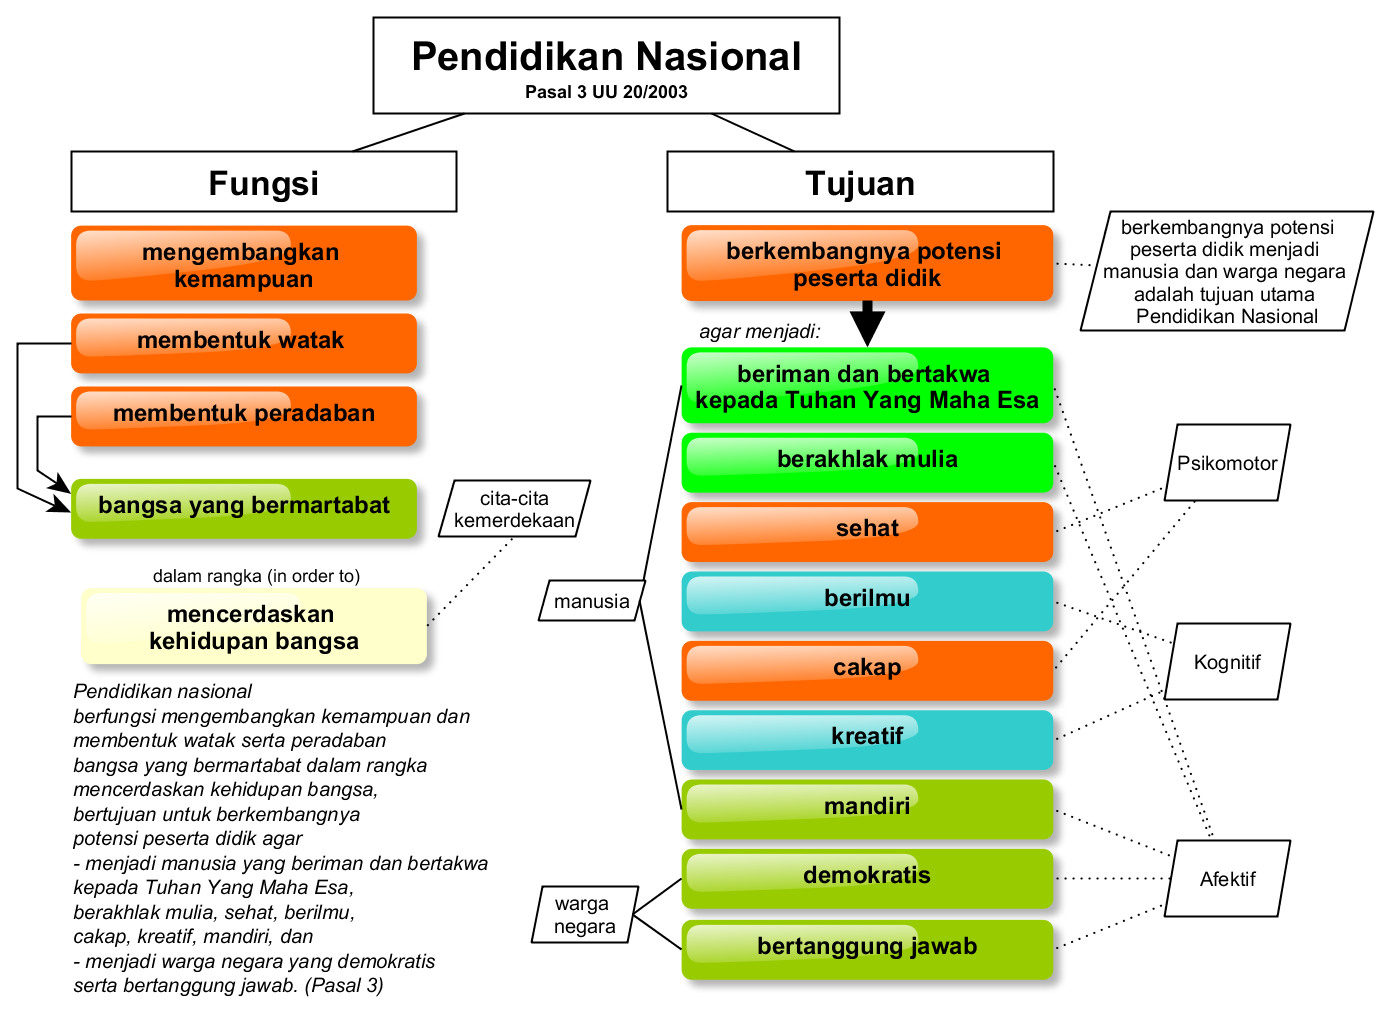 Pendidikan Nasional
Pasal 3 UU 20/2003
Fungsi
mengembangkan
kemampuan
membentuk watak
membentuk peradaban
bangsa yang bermartabat
cita-cita
kemerdekaan
dalam rangka (in order to)
mencerdaskan
kehidupan bangsa
Pendidikan nasional
berfungsi mengembangkan kemampuan dan
membentuk watak serta peradaban
bangsa yang bermartabat dalam rangka
mencerdaskan kehidupan bangsa,
bertujuan untuk berkembangnya
potensi peserta didik agar
- menjadi manusia yang beriman dan bertakwa
kepada Tuhan Yang Maha Esa,
berakhlak mulia, sehat, berilmu,
cakap, kreatif, mandiri, dan
- menjadi warga negara yang demokratis
serta bertanggung jawab. (Pasal 3)
Tujuan
berkembangnya potensi
peserta didik
berkembangnya potensi
peserta didik menjadi
manusia dan warga negara
adalah tujuan utama
Pendidikan Nasional
agar menjadi:
beriman dan bertakwa
kepada Tuhan Yang Maha Esa
berakhlak mulia
sehat
berilmu
cakap
kreatif
mandiri
demokratis
bertanggung jawab
manusia
warga
negara
Psikomotor
Kognitif
Afektif